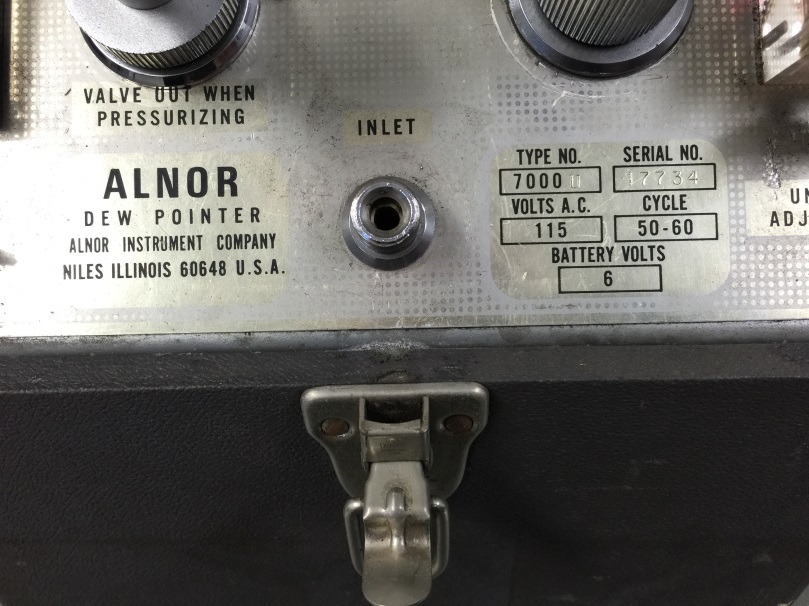 VALVE OUT WHEN
PRESSURIZING
INLET
ALNOR
DEW POINTER
ALNOR INSTRUMENT COMPANY
NILES ILLINOIS 60648 U.S.A.
TYPE NO. SERIAL NO.
7000
VOLTS A.C. CYCLE
115 50-60
BATTERY VOLTS
6